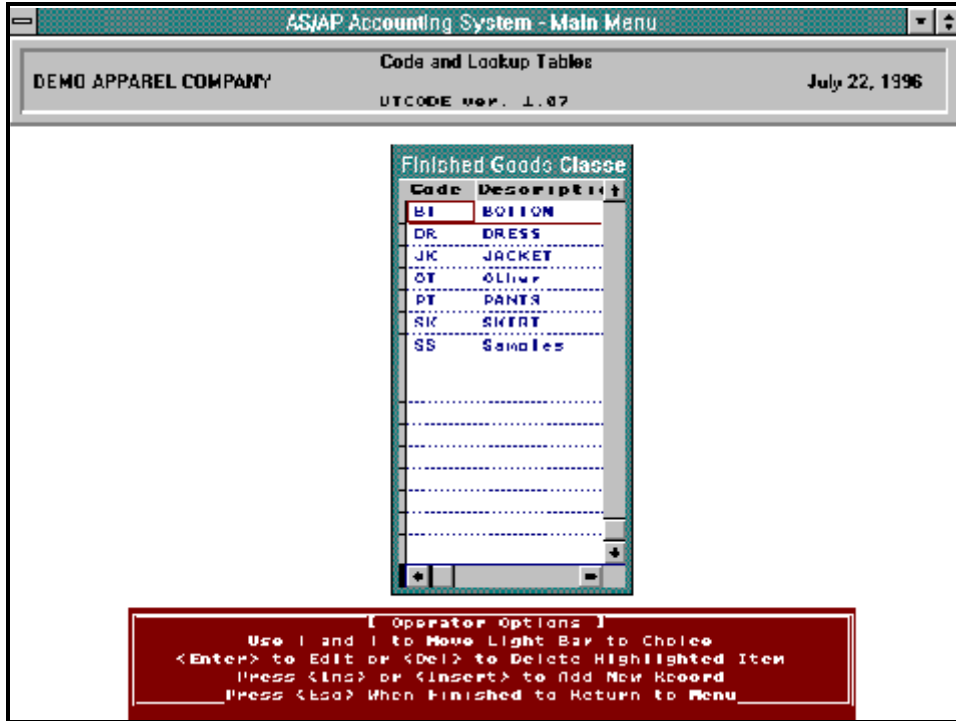 AS/AP Accounting System - Main Menu
Code and Lookup Tables
DEMO APPAREL COMPANY
July 22, 1996
UTCODE ver. 1.07
Finished Goods Classe
Code Descriptio
BT BOTTOM
DR DRESS
JK JACKET
OT Other
PT PANTS
SK SKIRT
SS Samples
[ Operator Options ]
Use and to Move Light Bar to Choice
<Enter> to Edit or <Del> to Delete Highlighted Item
Press <Ins> or <Insert> to Add New Record
Press <Esc> When Finished to Return to Menu